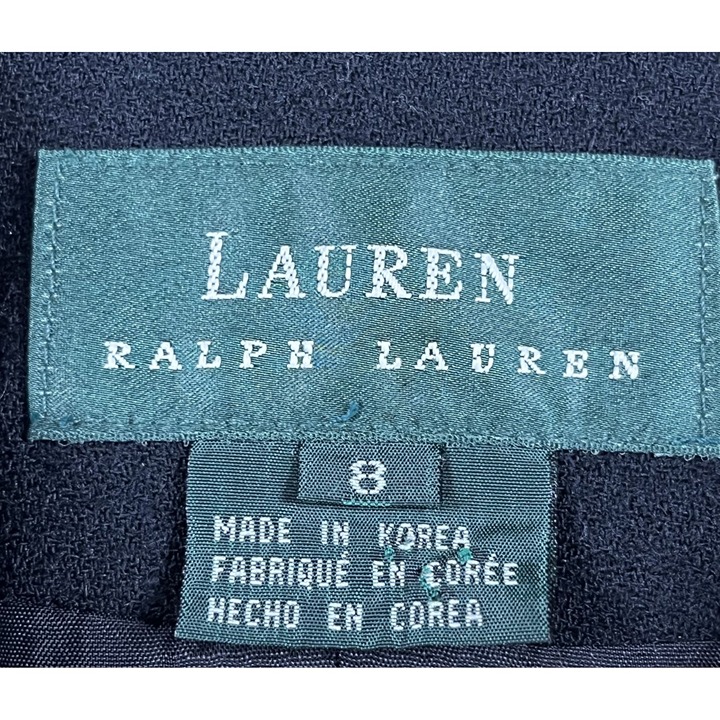 LAUREN
RALPH LAUREN
8
MADE IN KOREA
FABRIQUÉ EN CORÉE
HECHO EN COREA